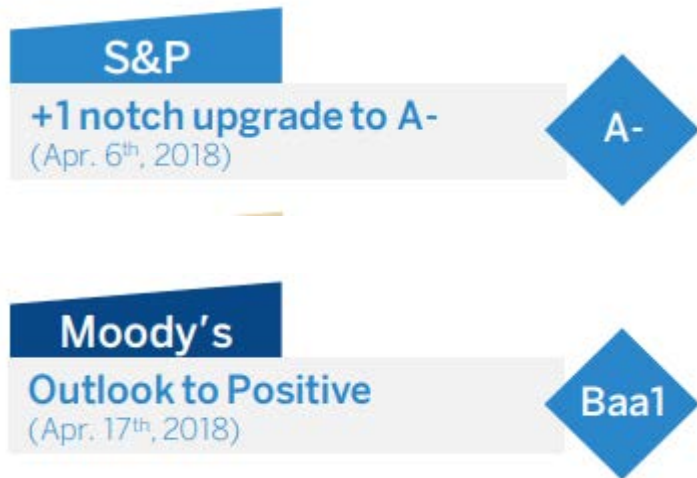 S&P
+1 notch upgrade to A-
(Apr. 6th, 2018)
A-
Moody's
Outlook to Positive
(Apr. 17th, 2018)
Baa1